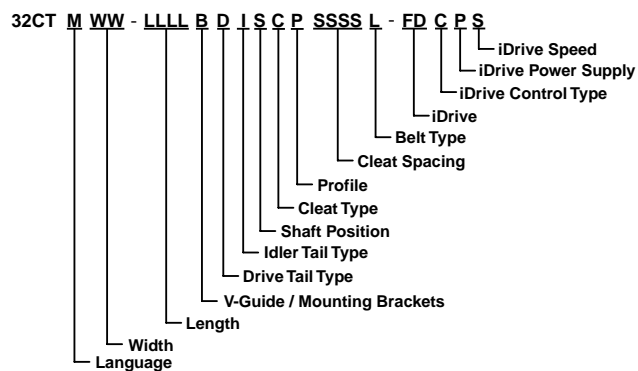 32CT M WW - LLLL B D I S C P SSSS L - FD C P S
iDrive Speed
iDrive Power Supply
iDrive Control Type
iDrive
Belt Type
Cleat Spacing
Profile
Cleat Type
Shaft Position
Idler Tail Type
Drive Tail Type
V-Guide / Mounting Brackets
Length
Width
Language